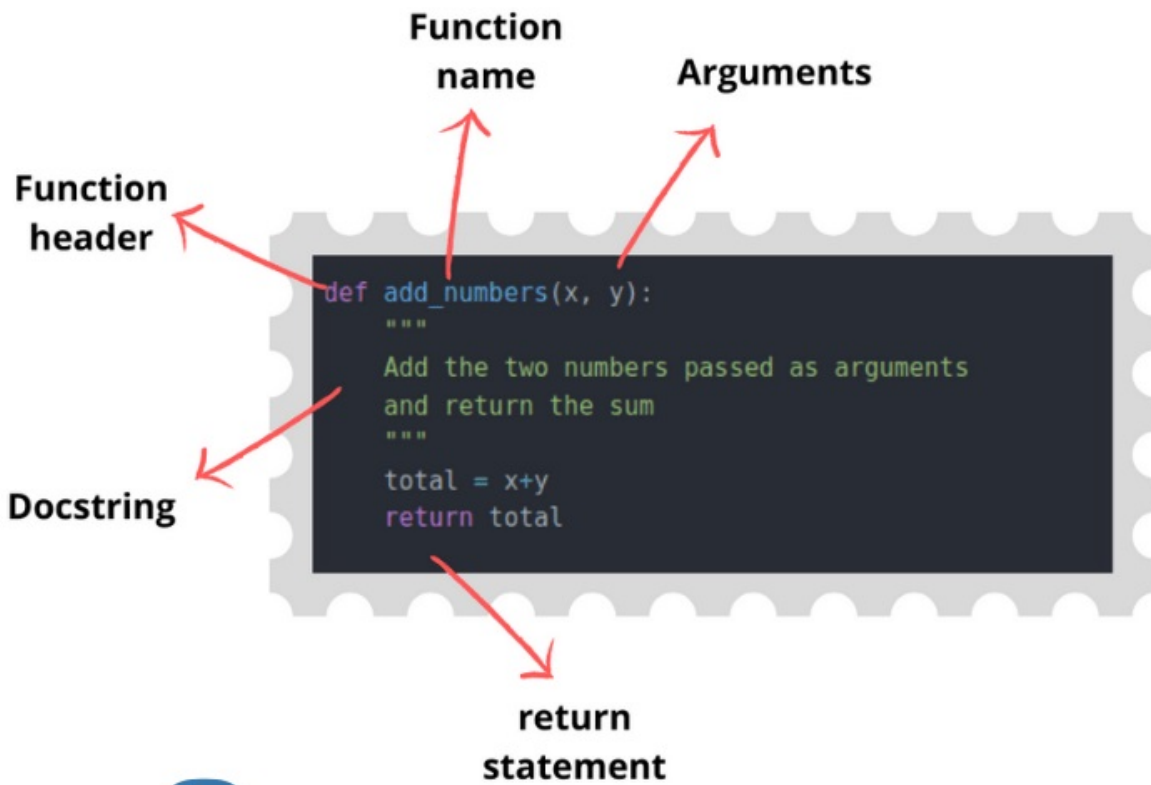 Function
name
Arguments
Function
header
def add_numbers(x, y):
"""
Add the two numbers passed as arguments
and return the sum
"""
Docstring
total = x+y
return total
return
statement